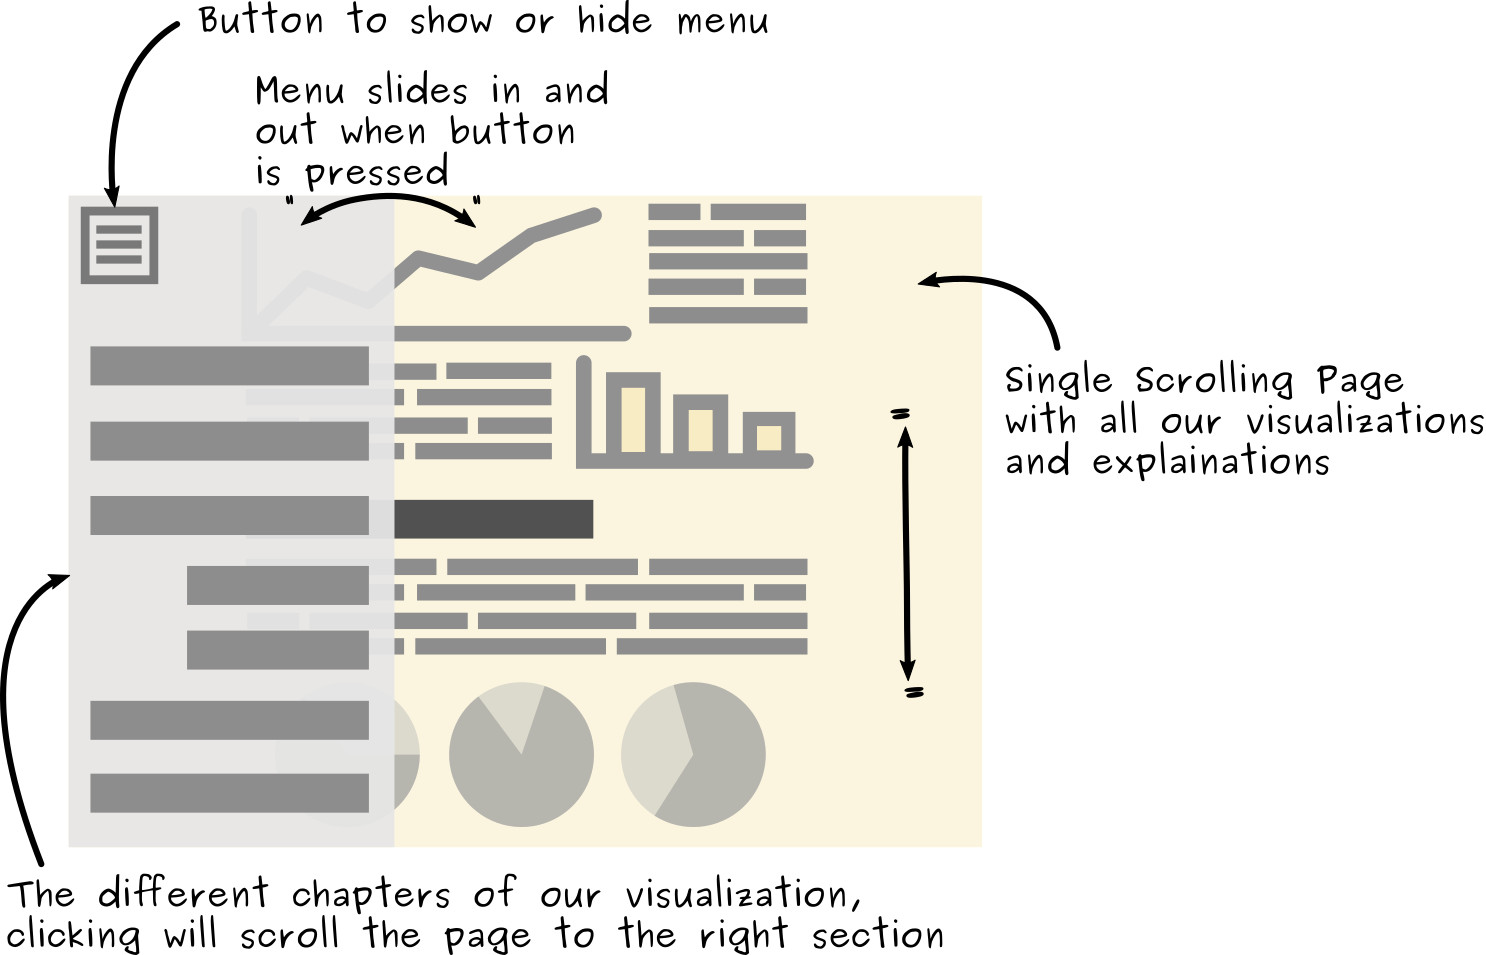 Button to show or hide menu
Menu slides in and
out when button
is pressed
Single Scrolling Page
with all our visualizations
and explainations
The different chapters of our visualization,
clicking will scroll the page to the right section